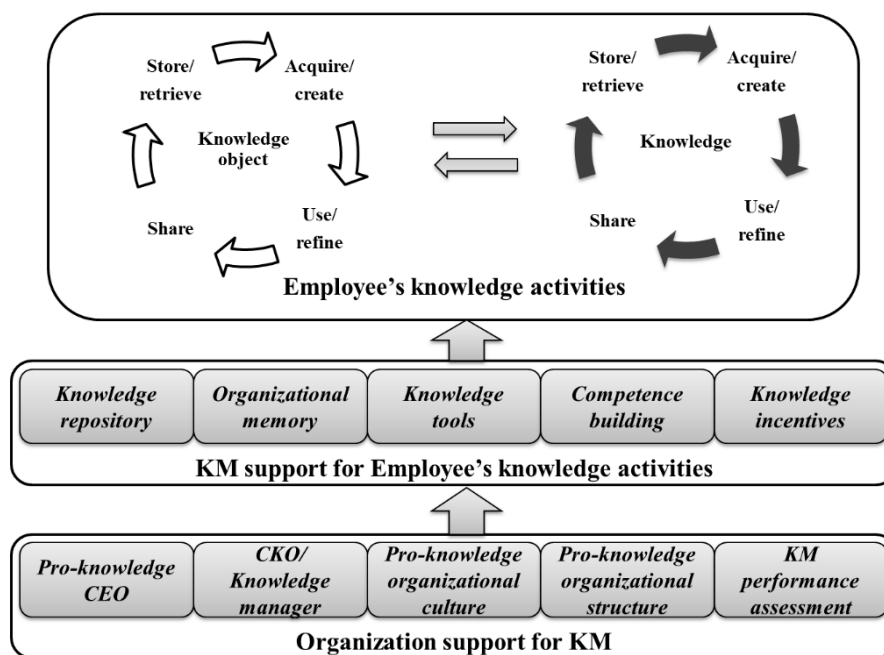 Store/
retrieve
Acquire/
create
Knowledge
object
Share
Use/
refine
Store/
retrieve
Acquire/
create
Knowledge
Share
Use/
refine
Employee’s knowledge activities
Knowledge
repository
Organizational
memory
Knowledge
tools
Competence
building
Knowledge
incentives
KM support for Employee’s knowledge activities
Pro-knowledge
CEO
CKO/
Knowledge
manager
Pro-knowledge
organizational
culture
Pro-knowledge
organizational
structure
KM
performance
assessment
Organization support for KM